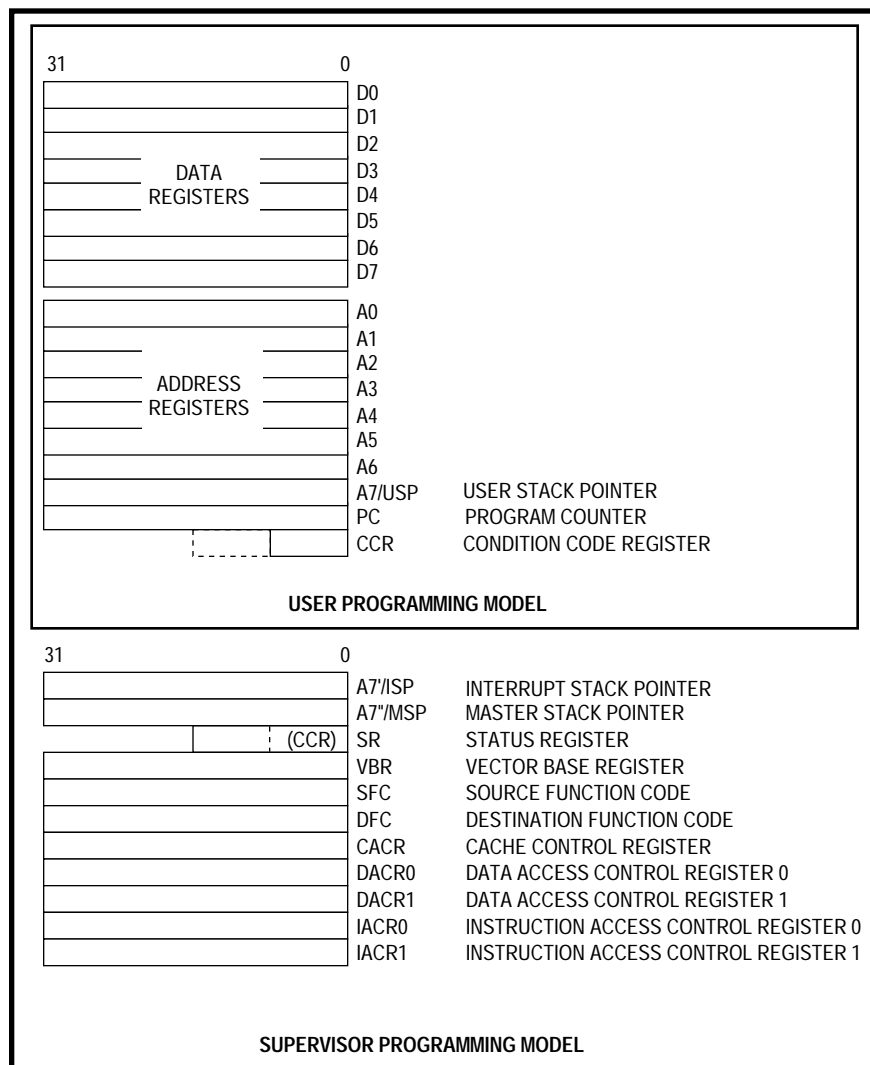 31 0
D0
D1
D2
D3
D4
D5
D6
D7
DATA
REGISTERS
A0
A1
A2
A3
A4
A5
A6
ADDRESS
REGISTERS
A7/USP USER STACK POINTER
PC PROGRAM COUNTER
CCR CONDITION CODE REGISTER
USER PROGRAMMING MODEL
31 0
A7'/ISP INTERRUPT STACK POINTER
A7"/MSP MASTER STACK POINTER
(CCR) SR STATUS REGISTER
VBR VECTOR BASE REGISTER
SFC SOURCE FUNCTION CODE
DFC DESTINATION FUNCTION CODE
CACR CACHE CONTROL REGISTER
DACR0 DATA ACCESS CONTROL REGISTER 0
DACR1 DATA ACCESS CONTROL REGISTER 1
IACR0 INSTRUCTION ACCESS CONTROL REGISTER 0
IACR1 INSTRUCTION ACCESS CONTROL REGISTER 1
SUPERVISOR PROGRAMMING MODEL